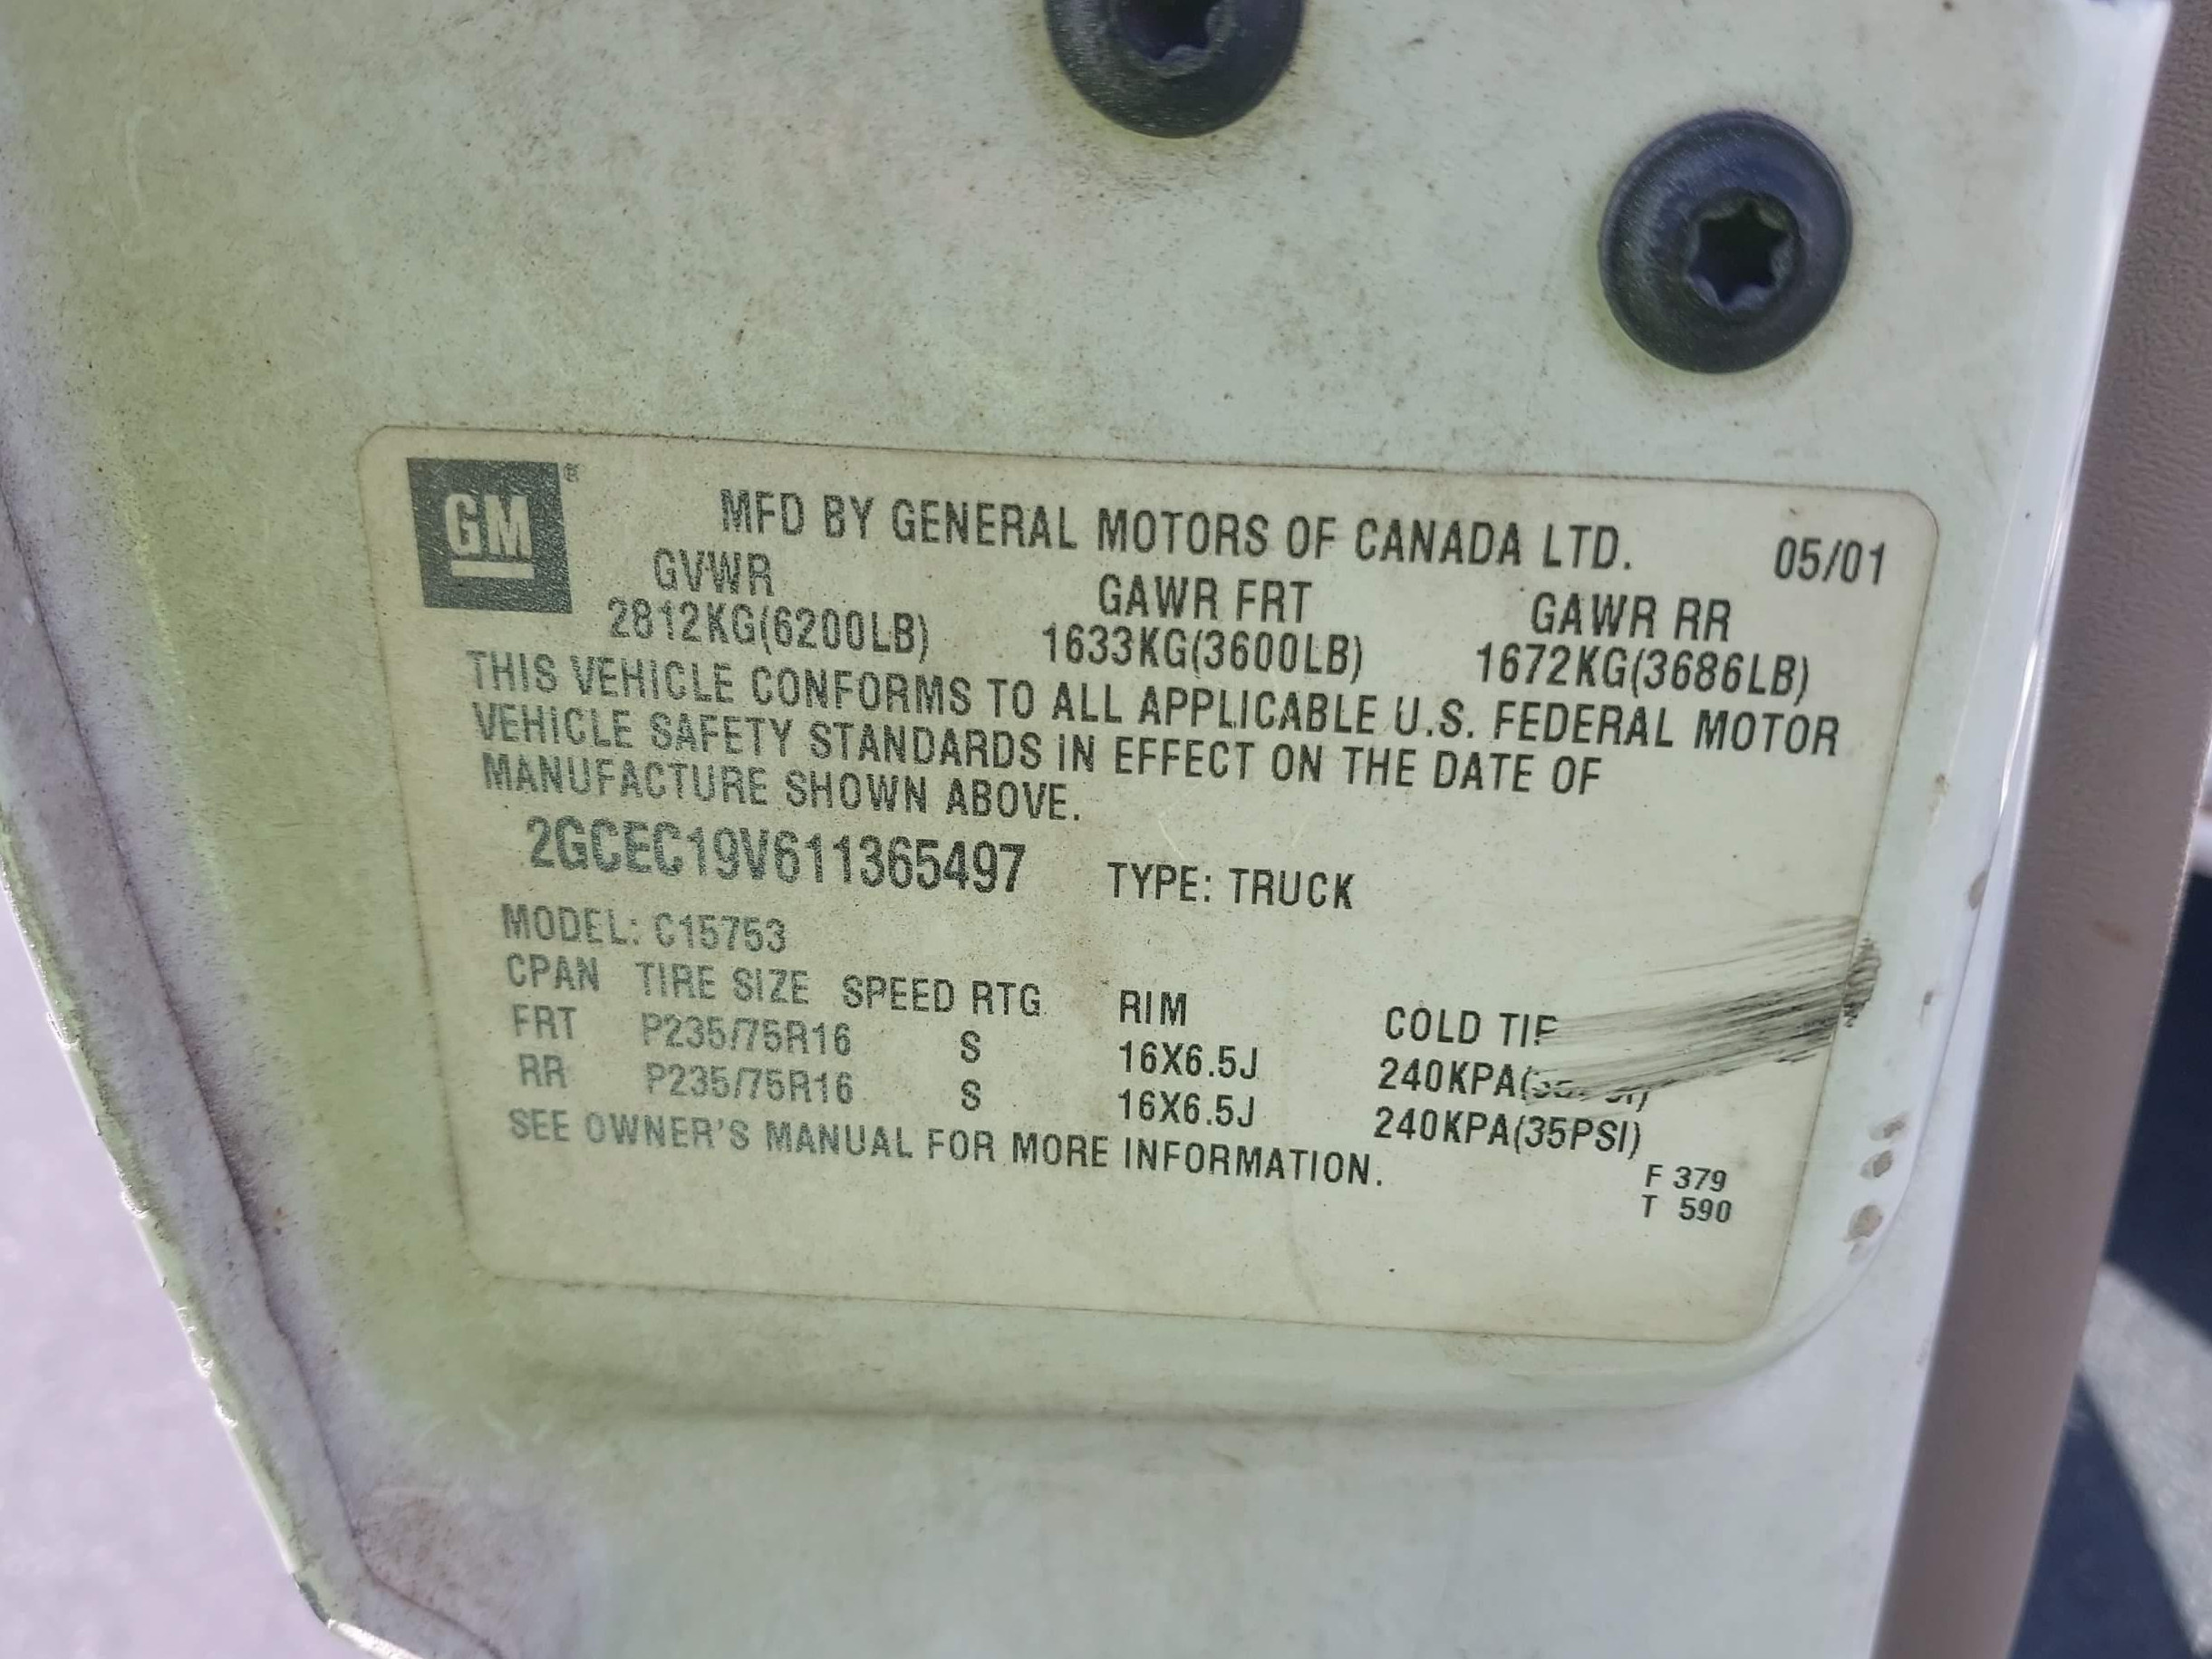 GM ®
MFD BY GENERAL MOTORS OF CANADA LTD. 05/01
GVWR GAWR FRT GAWR RR
2812KG(6200LB) 1633KG(3600LB) 1672KG(3686LB)
THIS VEHICLE CONFORMS TO ALL APPLICABLE U.S. FEDERAL MOTOR
VEHICLE SAFETY STANDARDS IN EFFECT ON THE DATE OF
MANUFACTURE SHOWN ABOVE.
2GCEC19V611365497 TYPE: TRUCK
MODEL: C15753
CPAN TIRE SIZE SPEED RTG RIM COLD
FRT P235/75R16 S 16X6.5J 240KPA
RR P235/75R16 S 16X6.5J 240KPA(35PSI)
SEE OWNER'S MANUAL FOR MORE INFORMATION.
F 379
T 590